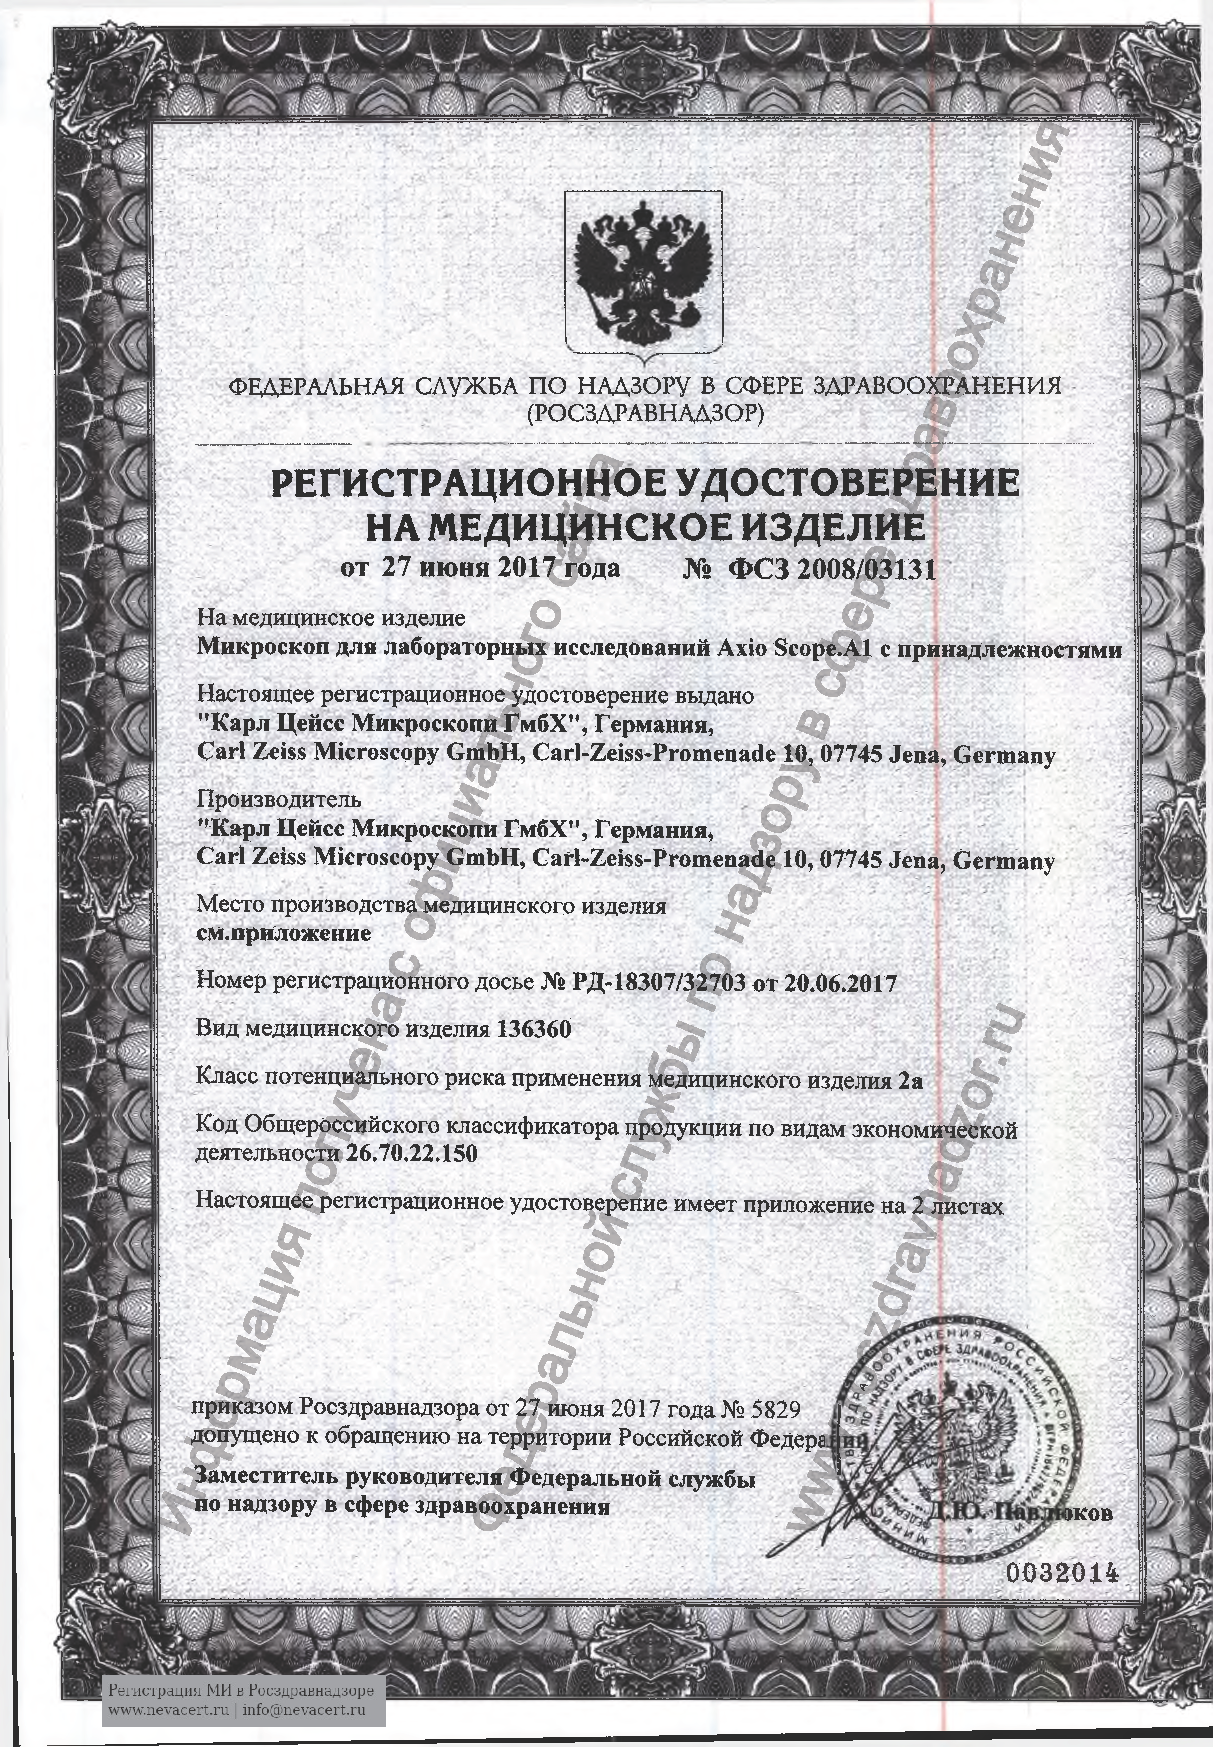 ФЕДЕРАЛЬНАЯ СЛУЖБА ПО НАДЗОРУ В СФЕРЕ ЗДРАВООХРАНЕНИЯ
(РОСЗДРАВНАДЗОР)
РЕГИСТРАЦИОННОЕ УДОСТОВЕРЕНИЕ
НА МЕДИЦИНСКОЕ ИЗДЕЛИЕ
от 27 июня 2017 года № ФСЗ 2008/03131
На медицинское изделие
Микроскоп для лабораторных исследований Axio Scope.A1 с принадлежностями
Настоящее регистрационное удостоверение выдано
"Карл Цейсс Микроскопи ГмбХ", Германия,
Carl Zeiss Microscopy GmbH, Carl-Zeiss-Promenade 10, 07745 Jena, Germany
Производитель
"Карл Цейсс Микроскопи ГмбХ", Германия,
Carl Zeiss Microscopy GmbH, Carl-Zeiss-Promenade 10, 07745 Jena, Germany
Место производства медицинского изделия
см.приложение
Номер регистрационного досье № РД-18307/32703 от 20.06.2017
Вид медицинского изделия 136360
Класс потенциального риска применения медицинского изделия 2а
Код Общероссийского классификатора продукции по видам экономической
деятельности 26.70.22.150
Настоящее регистрационное удостоверение имеет приложение на 2 листах
приказом Росздравнадзора от 27 июня 2017 года № 5829
допущено к обращению на территории Российской Федерации
Заместитель руководителя Федеральной службы
по надзору в сфере здравоохранения
Д.Ю. Павлюков
0032014
Информация получена с официального сайта
Федеральной службы по надзору в сфере здравоохранения
www.roszdravnadzor.ru
Регистрация МИ в Росздравнадзоре
www.nevacert.ru | info@nevacert.ru